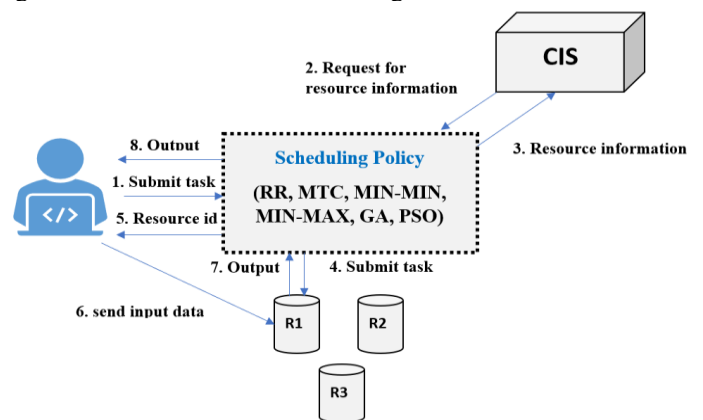 CIS
2. Request for
resource information
3. Resource information
8. Output
1. Submit task
5. Resource id
Scheduling Policy
(RR, MTC, MIN-MIN,
MIN-MAX, GA, PSO)
</>
7. Output
4. Submit task
6. send input data
R1
R2
R3